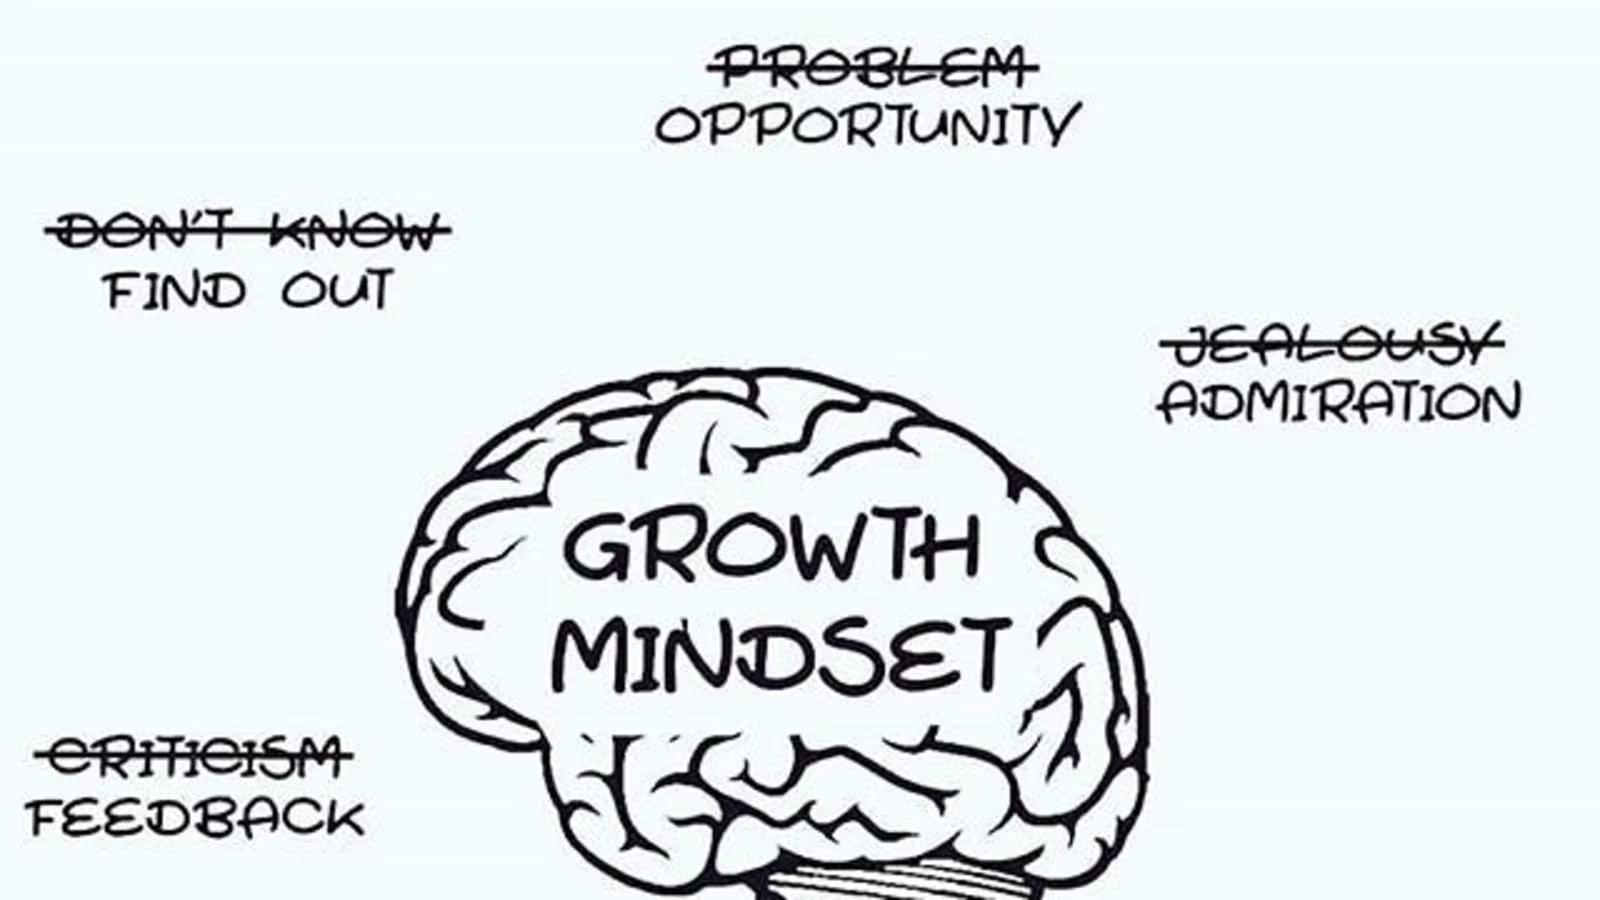 PROBLEM
OPPORTUNITY
DON'T KNOW
FIND OUT
JEALOUSY
ADMIRATION
GROWTH
MINDSET
CRITICISM
FEEDBACK